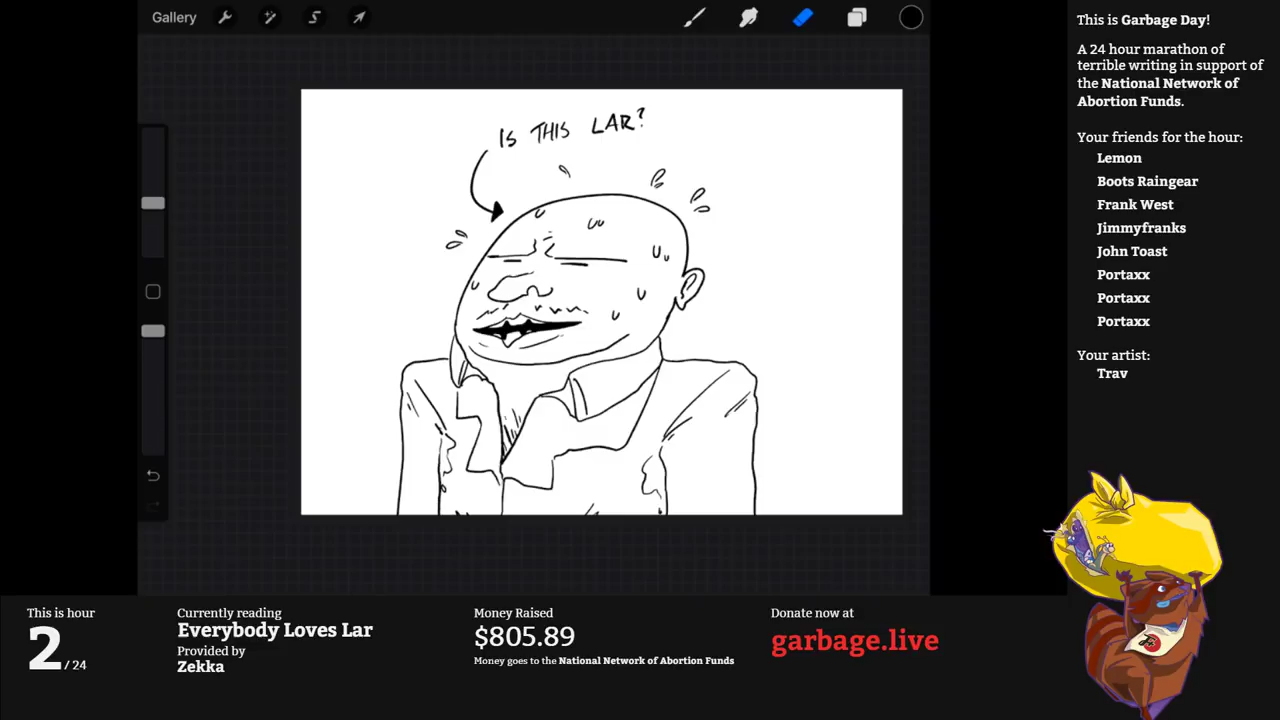 Gallery
IS THIS LAR?
This is Garbage Day!
A 24 hour marathon of
terrible writing in support of
the National Network of
Abortion Funds.
Your friends for the hour:
Lemon
Boots Raingear
Frank West
Jimmyfranks
John Toast
Portaxx
Portaxx
Portaxx
Your artist:
Trav
This is hour
2 / 24
Currently reading
Everybody Loves Lar
Provided by
Zekka
Money Raised
$805.89
Money goes to the National Network of Abortion Funds
Donate now at
garbage.live